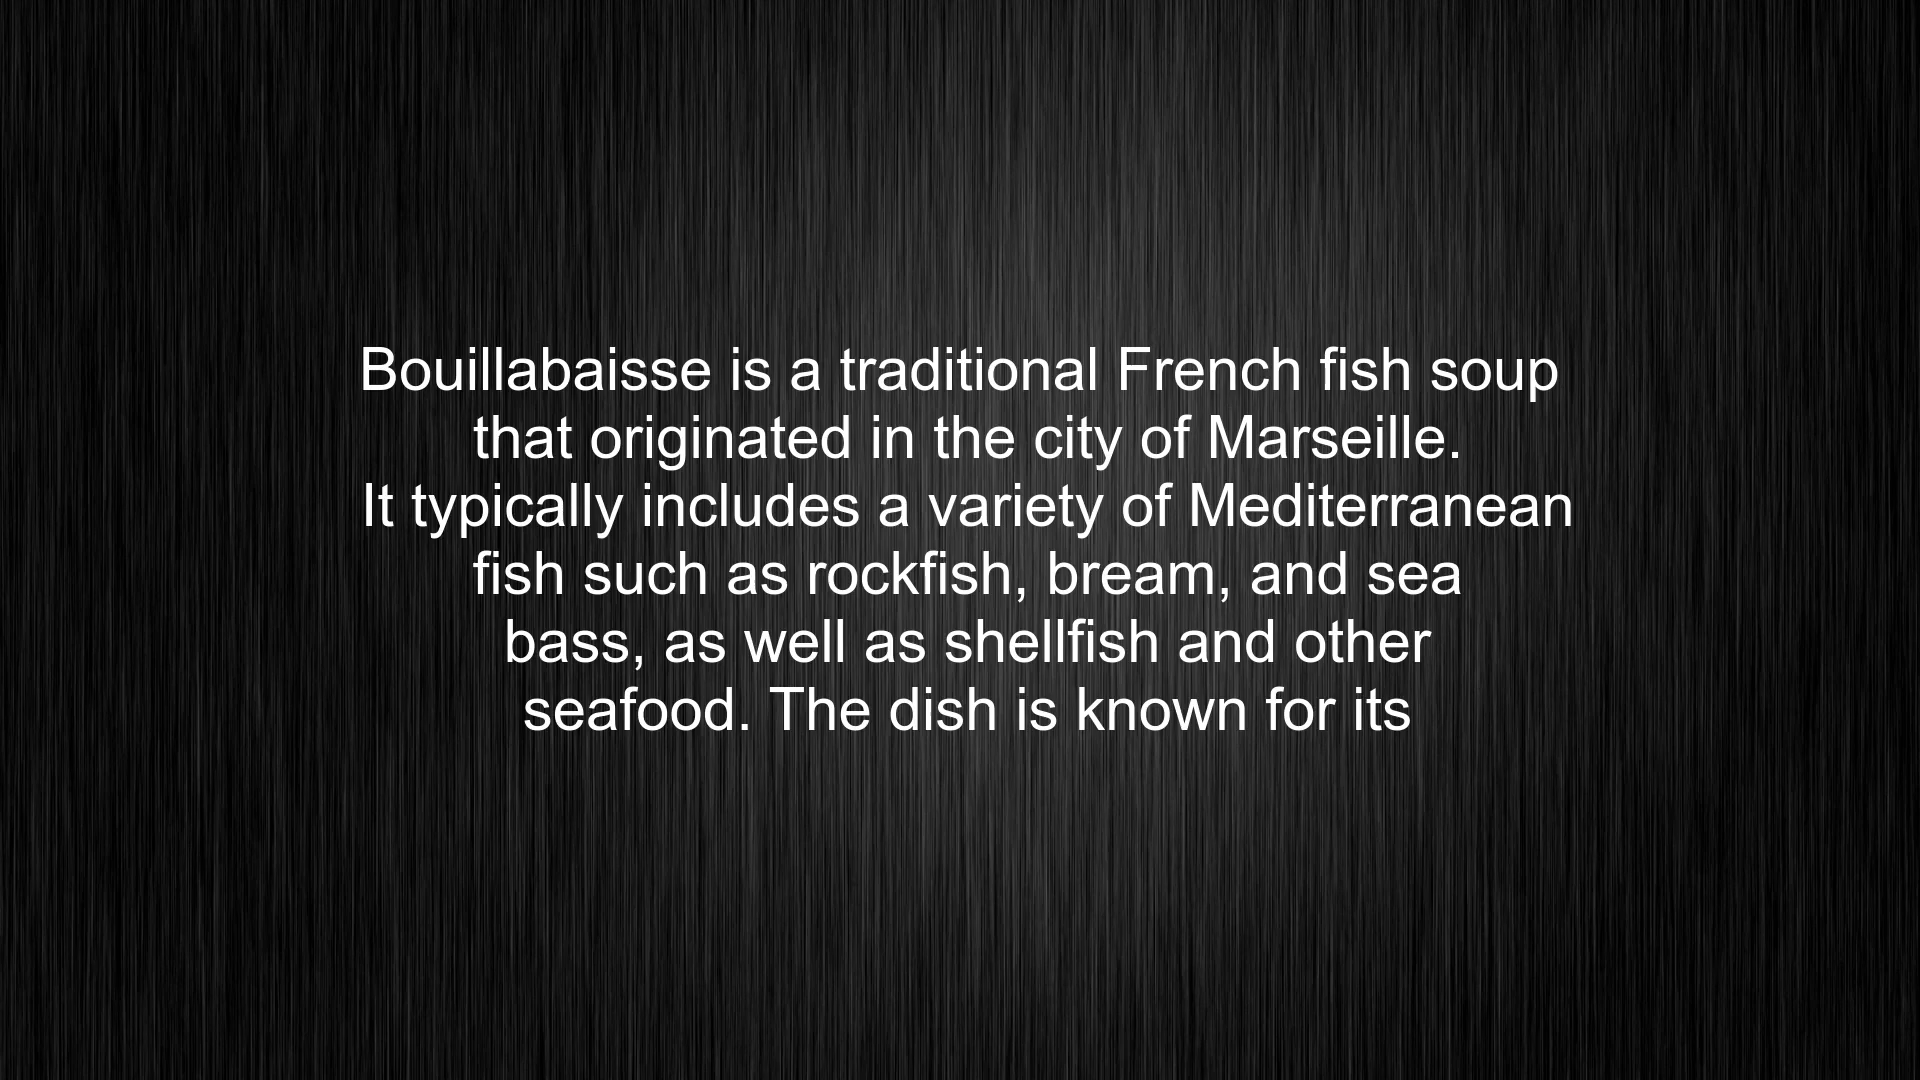 Bouillabaisse is a traditional French fish soup
that originated in the city of Marseille.
It typically includes a variety of Mediterranean
fish such as rockfish, bream, and sea
bass, as well as shellfish and other
seafood. The dish is known for its